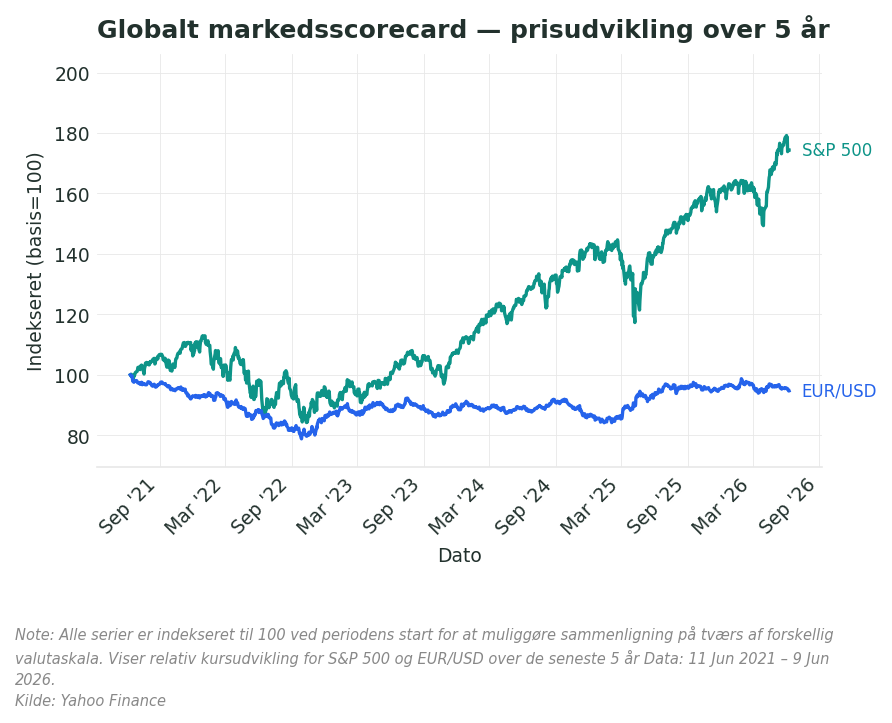 Globalt markedsscorecard — prisudvikling over 5 år
200
180
160
140
120
100
80
Indekseret (basis=100)
S&P 500
EUR/USD
Sep '21
Mar '22
Sep '22
Mar '23
Sep '23
Mar '24
Sep '24
Mar '25
Sep '25
Mar '26
Sep '26
Dato
Note: Alle serier er indekseret til 100 ved periodens start for at muliggøre sammenligning på tværs af forskellig
valutaskala. Viser relativ kursudvikling for S&P 500 og EUR/USD over de seneste 5 år Data: 11 Jun 2021 – 9 Jun
2026.
Kilde: Yahoo Finance